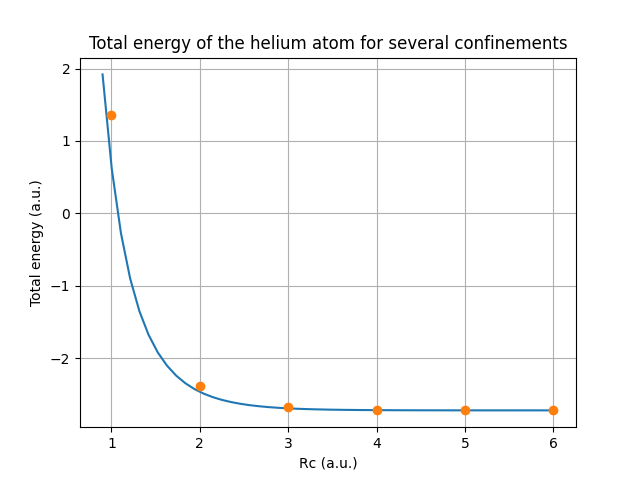 Total energy of the helium atom for several confinements
2
1
0
−1
−2
Total energy (a.u.)
1 2 3 4 5 6
Rc (a.u.)